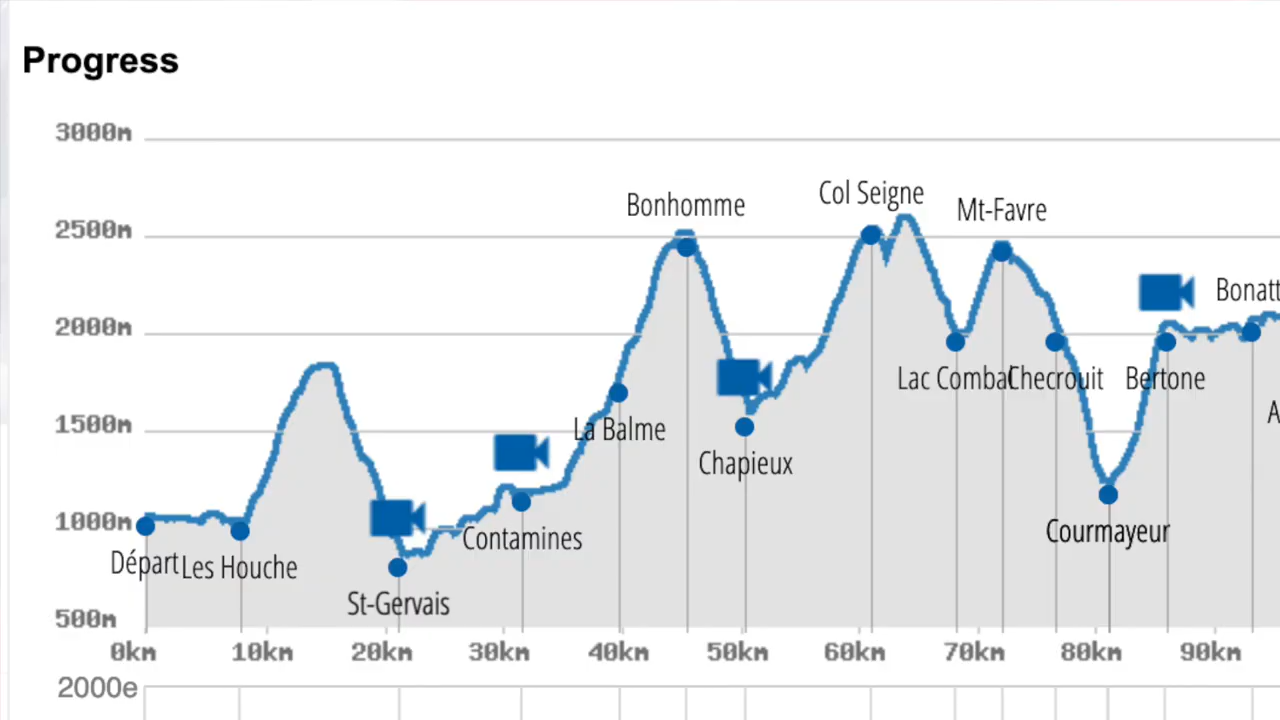 Progress
3000m
Col Seigne
Bonhomme
Mt-Favre
2500m
Bonatt
2000m
Lac Combal
Checrouit
Bertone
A
1500m
La Balme
Chapieux
1000m
Contamines
Courmayeur
Départ
Les Houche
St-Gervais
500m
0km 10km 20km 30km 40km 50km 60km 70km 80km 90km
2000e